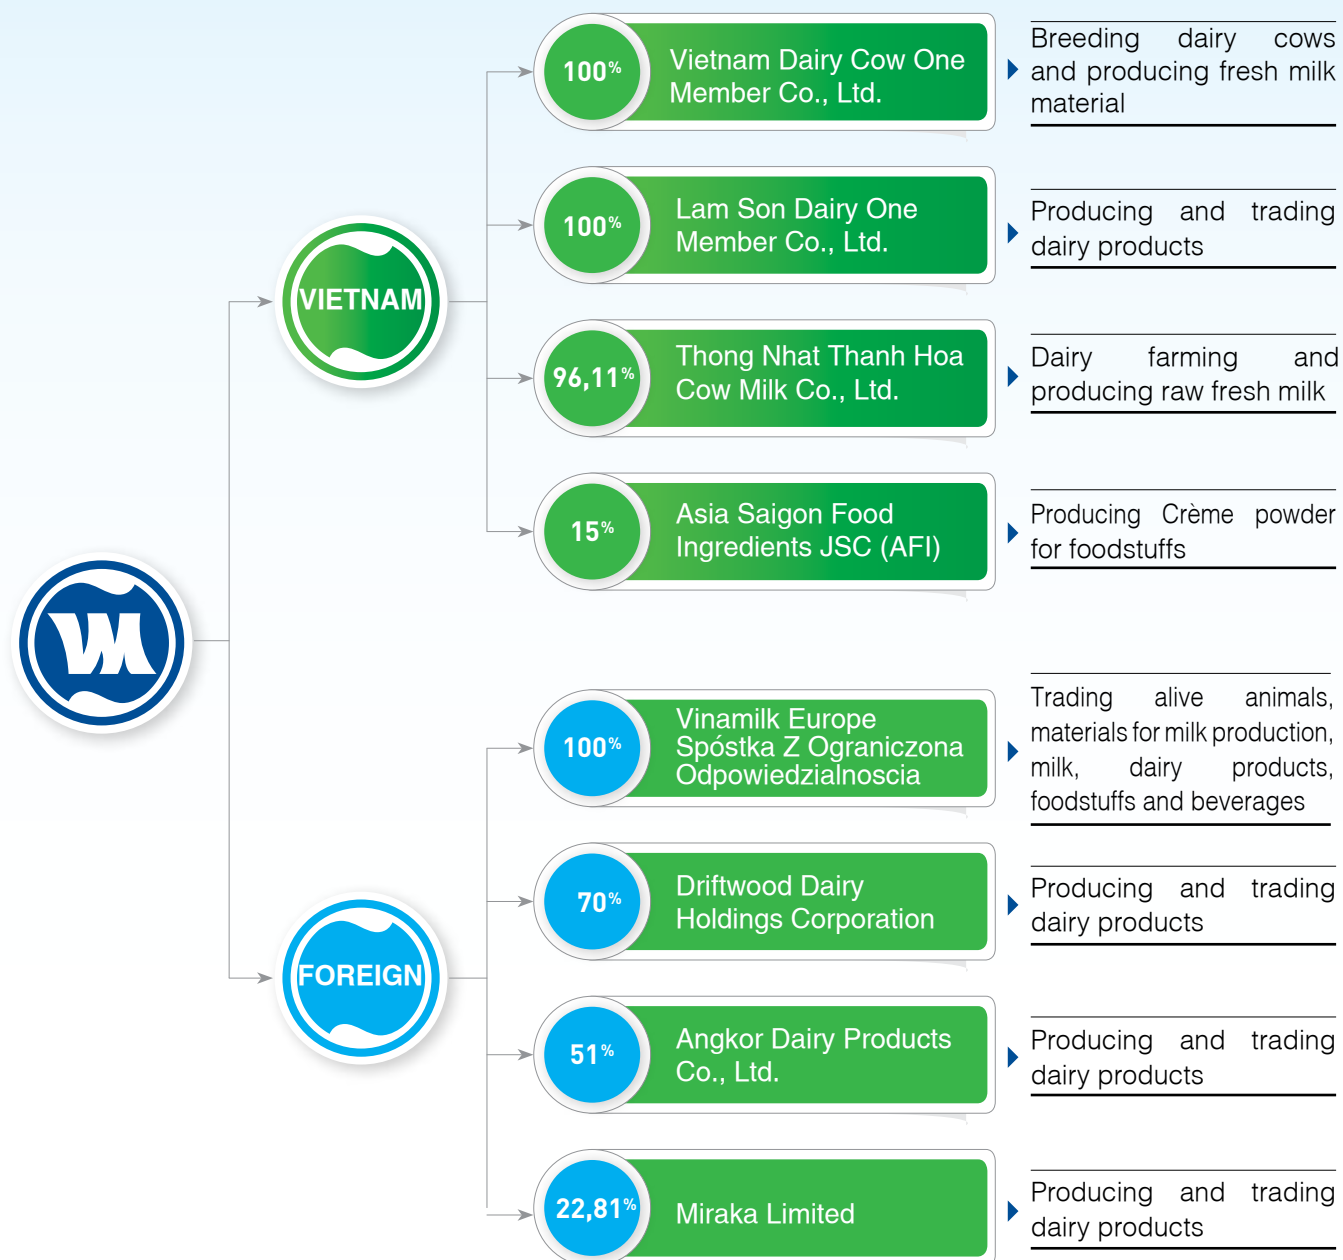 VM
VIETNAM
100%
Vietnam Dairy Cow One
Member Co., Ltd.
Breeding dairy cows
and producing fresh milk
material
100%
Lam Son Dairy One
Member Co., Ltd.
Producing and trading
dairy products
96,11%
Thong Nhat Thanh Hoa
Cow Milk Co., Ltd.
Dairy farming and
producing raw fresh milk
15%
Asia Saigon Food
Ingredients JSC (AFI)
Producing Crème powder
for foodstuffs
FOREIGN
100%
Vinamilk Europe
Spóstka Z Ograniczona
Odpowiedzialnoscia
Trading alive animals,
materials for milk production,
milk, dairy products,
foodstuffs and beverages
70%
Driftwood Dairy
Holdings Corporation
Producing and trading
dairy products
51%
Angkor Dairy Products
Co., Ltd.
Producing and trading
dairy products
22,81%
Miraka Limited
Producing and trading
dairy products